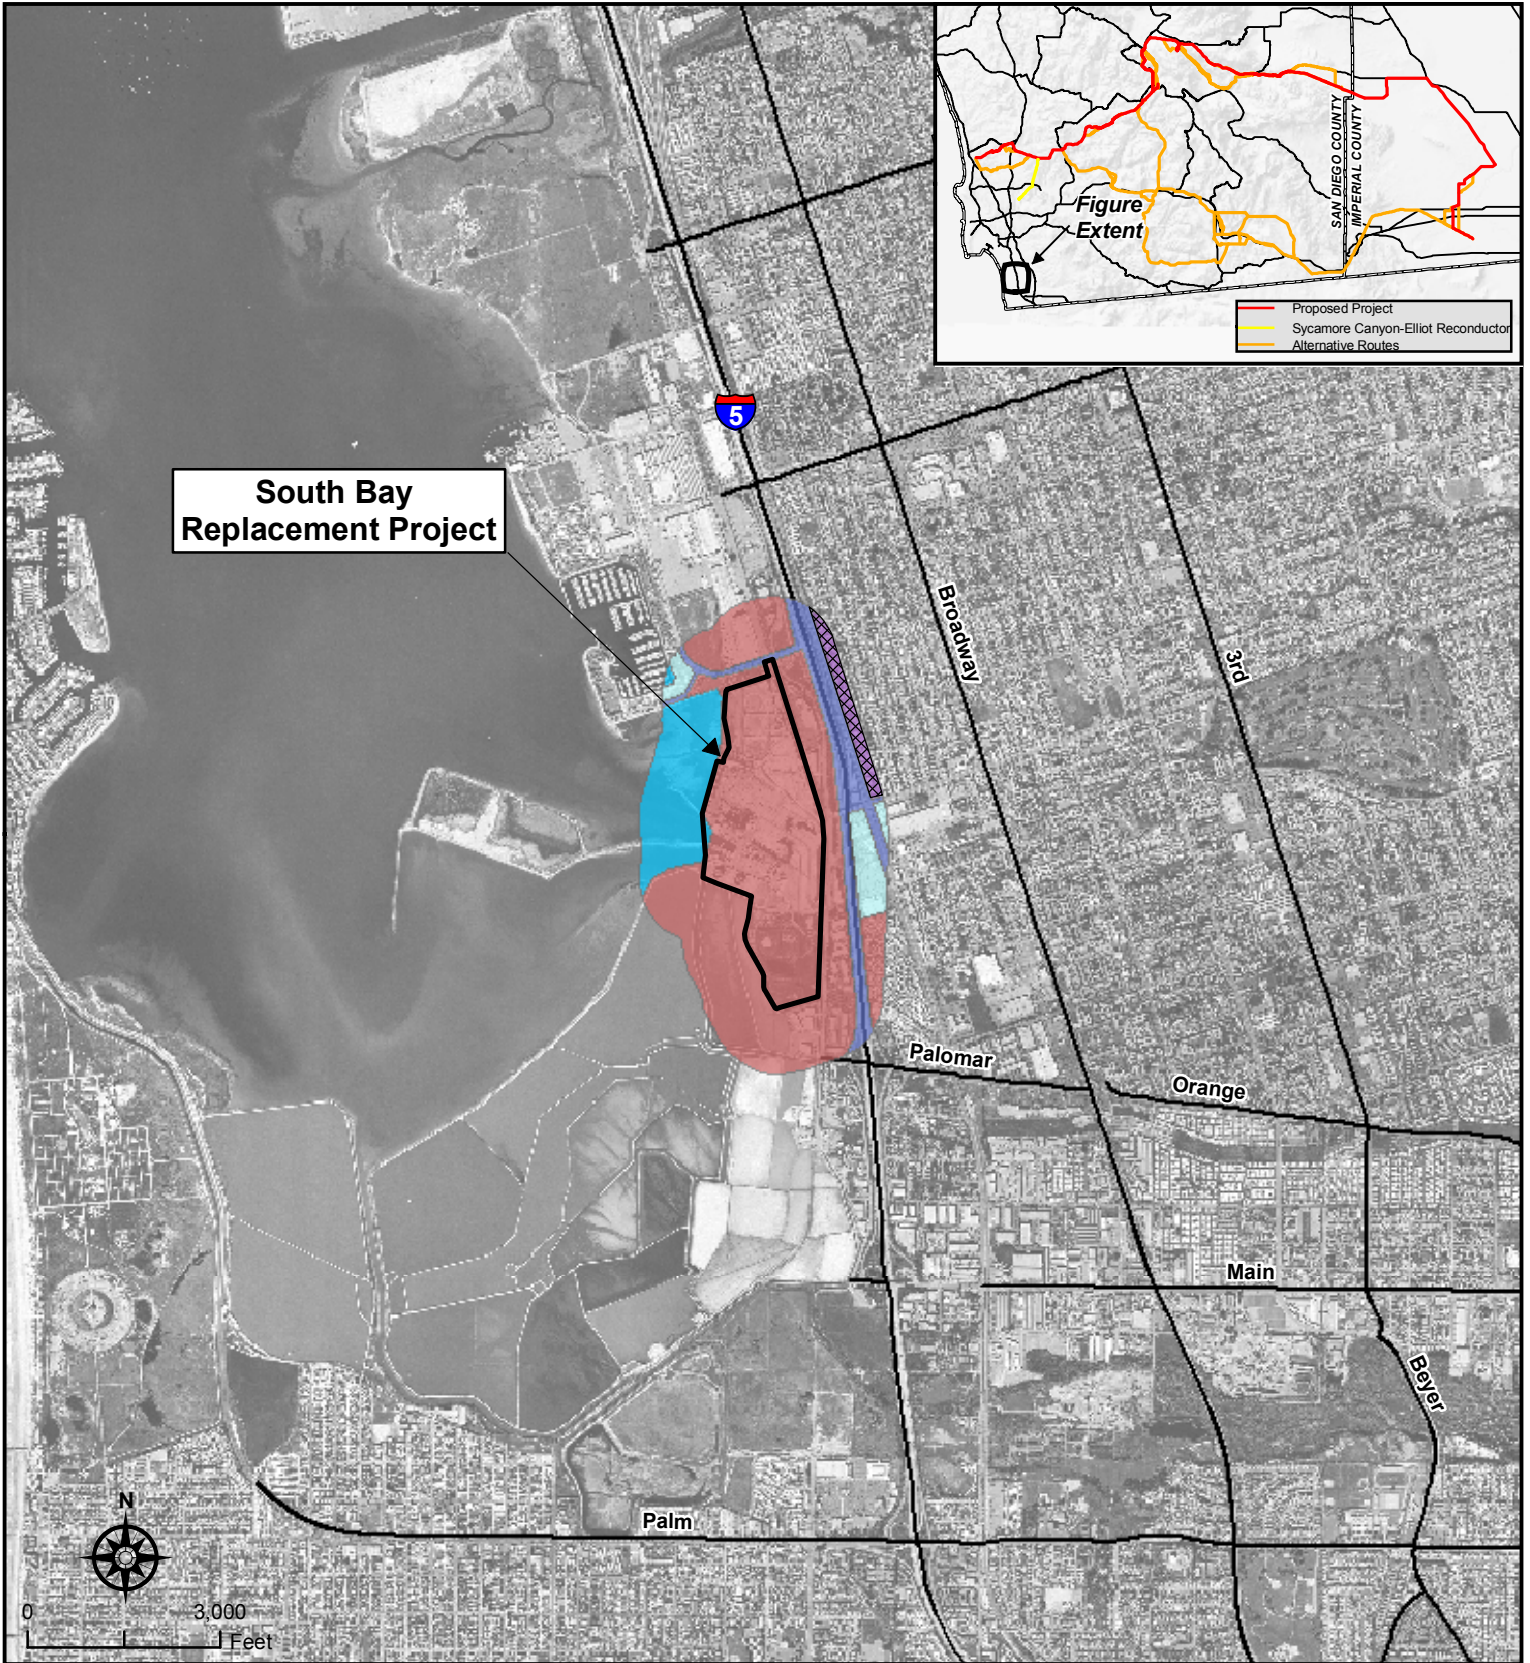 SAN DIEGO COUNTY
IMPERIAL COUNTY
Figure
Extent
Proposed Project
Sycamore Canyon-Elliot Reconductor
Alternative Routes
5
South Bay
Replacement Project
Broadway
3rd
Palomar
Orange
Main
Beyer
Palm
N
0
3,000
Feet